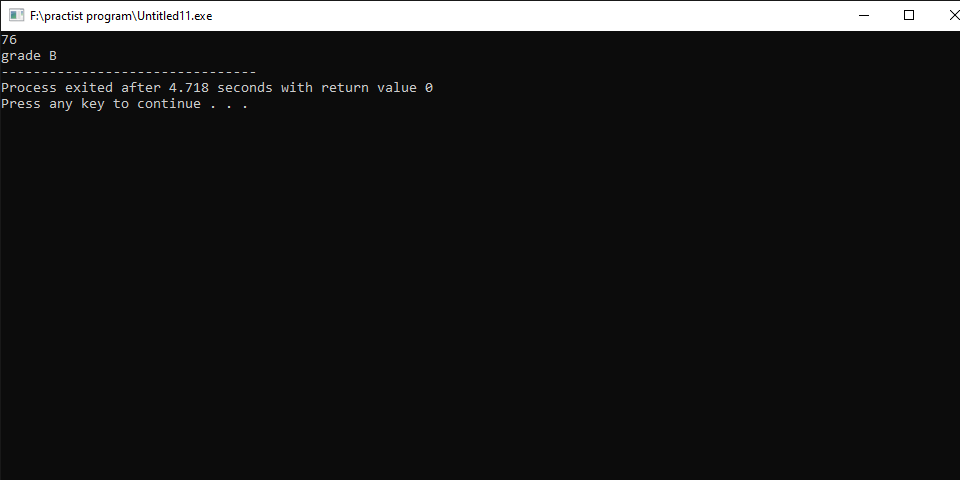 F:\practist program\Untitled11.exe
76
grade B
--------------------------------
Process exited after 4.718 seconds with return value 0
Press any key to continue . . .